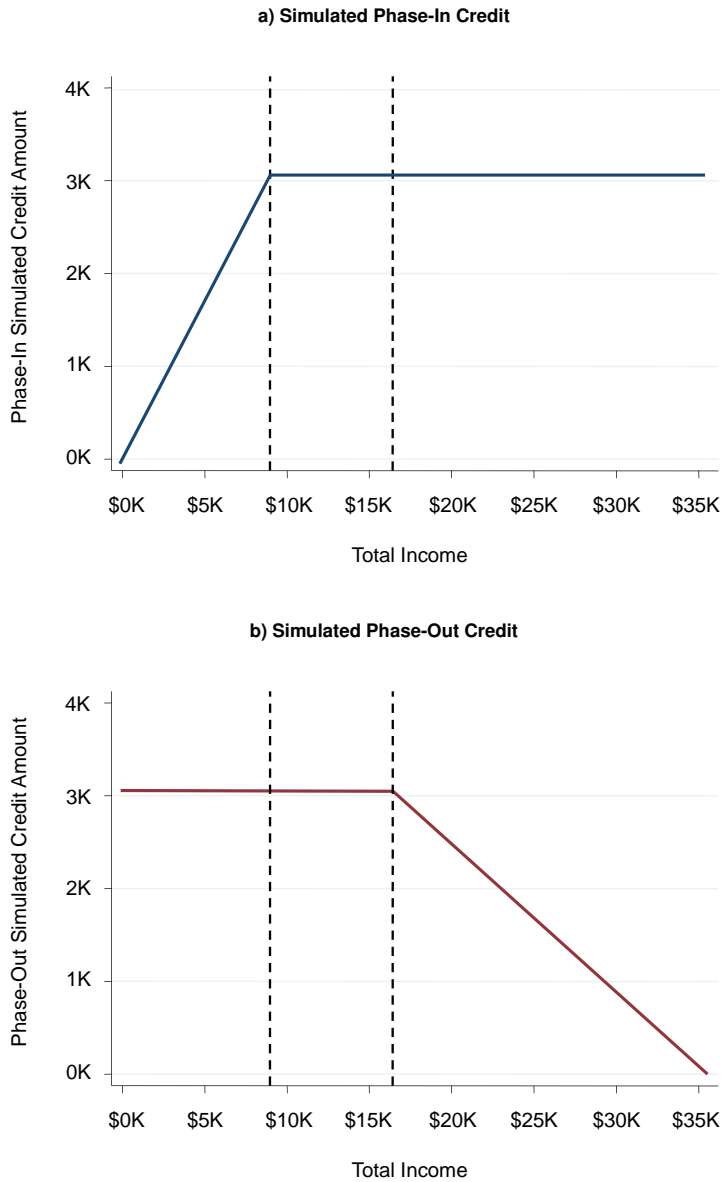 a) Simulated Phase-In Credit
Phase-In Simulated Credit Amount
4K
3K
2K
1K
0K
$0K $5K $10K $15K $20K $25K $30K $35K
Total Income
b) Simulated Phase-Out Credit
Phase-Out Simulated Credit Amount
4K
3K
2K
1K
0K
$0K $5K $10K $15K $20K $25K $30K $35K
Total Income